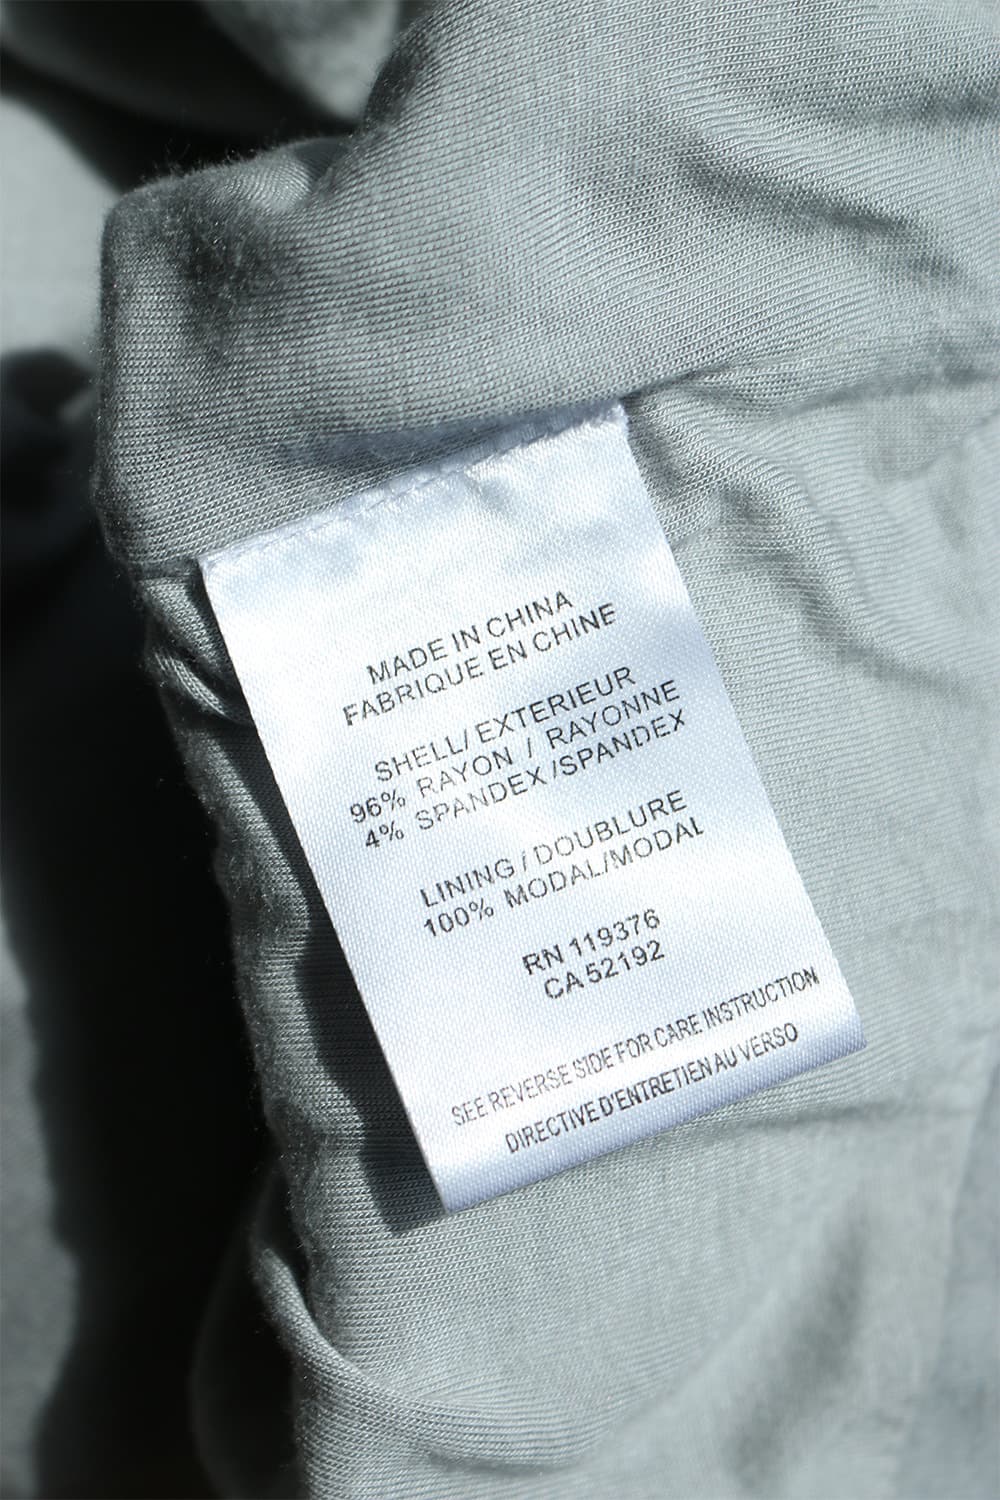 MADE IN CHINA
FABRIQUE EN CHINE
SHELL/ EXTERIEUR
96% RAYON / RAYONNE
4% SPANDEX /SPANDEX
LINING / DOUBLURE
100% MODAL/MODAL
RN 119376
CA 52192
SEE REVERSE SIDE FOR CARE INSTRUCTION
DIRECTIVE D'ENTRETIEN AU VERSO